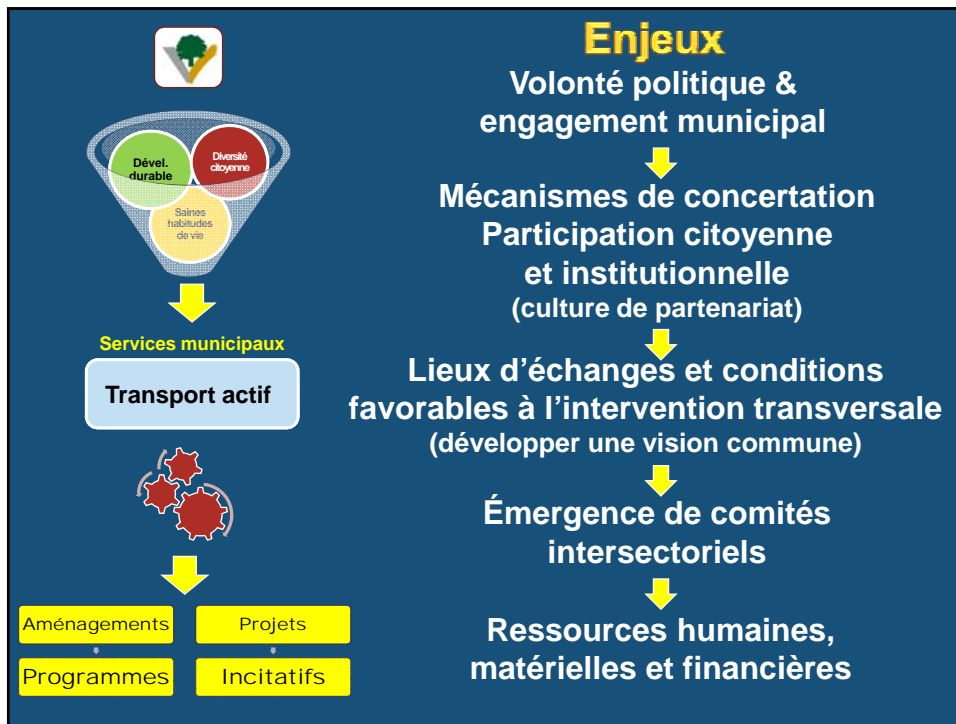 Dével.
durable
Diversité
citoyenne
Saines
habitudes
de vie
Services municipaux
Transport actif
Aménagements
Projets
Programmes
Incitatifs
Enjeux
Volonté politique &
engagement municipal
Mécanismes de concertation
Participation citoyenne
et institutionnelle
(culture de partenariat)
Lieux d’échanges et conditions
favorables à l’intervention transversale
(développer une vision commune)
Émergence de comités
intersectoriels
Ressources humaines,
matérielles et financières